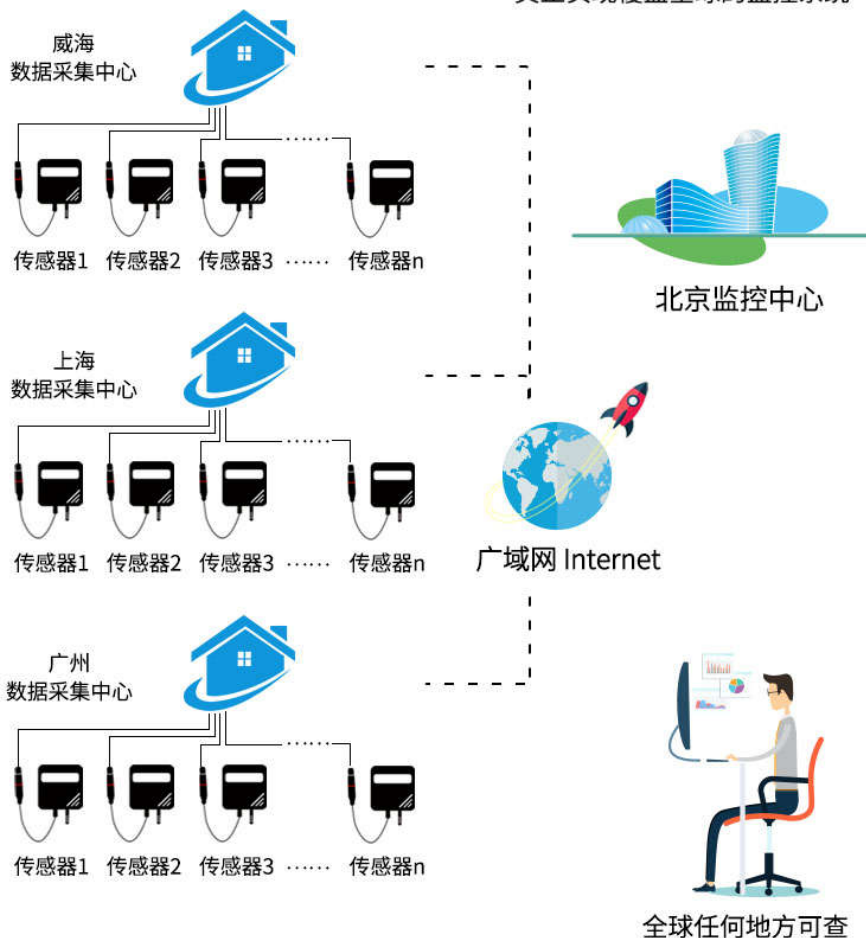 威海
数据采集中心
传感器1 传感器2 传感器3 ······ 传感器n
北京监控中心
上海
数据采集中心
传感器1 传感器2 传感器3 ······ 传感器n
广域网 Internet
广州
数据采集中心
传感器1 传感器2 传感器3 ······ 传感器n
全球任何地方可查